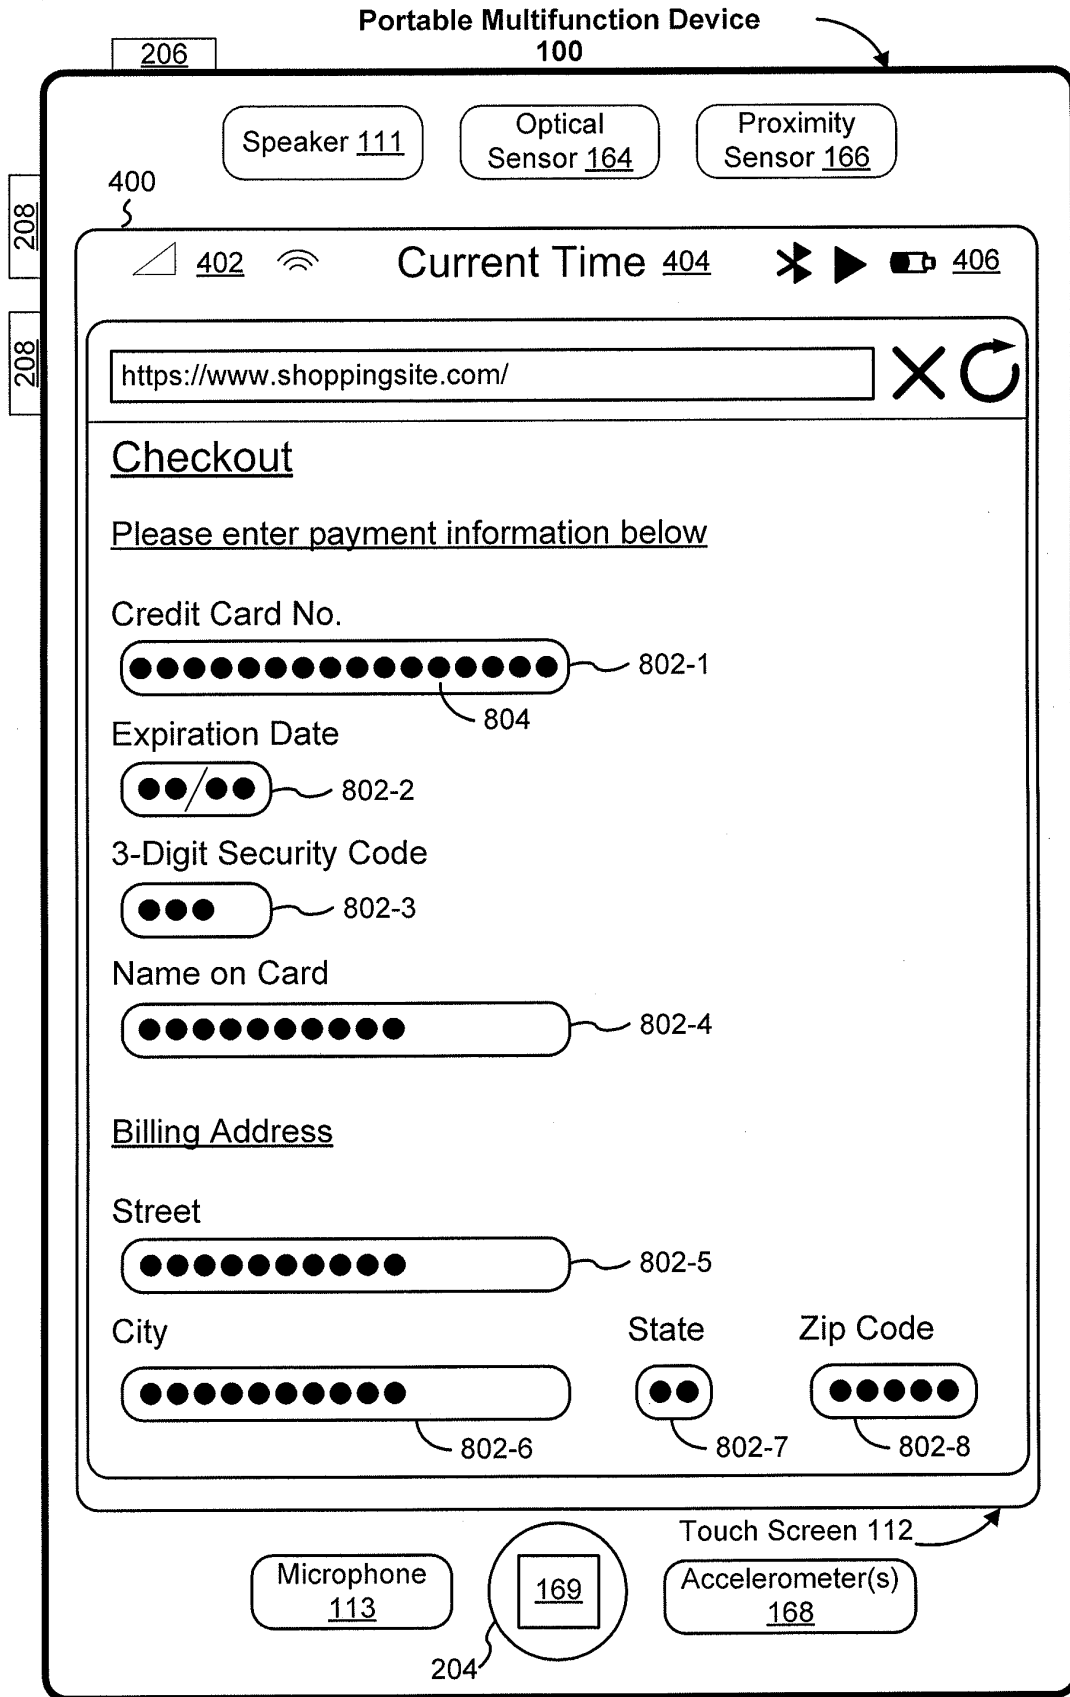 Portable Multifunction Device
100
206
Speaker 111
Optical
Sensor 164
Proximity
Sensor 166
208
208
400
402
Current Time 404
406
https://www.shoppingsite.com/
Checkout
Please enter payment information below
Credit Card No.
802-1
804
Expiration Date
802-2
3-Digit Security Code
802-3
Name on Card
802-4
Billing Address
Street
802-5
City
State
Zip Code
802-6
802-7
802-8
Touch Screen 112
Microphone
113
169
Accelerometer(s)
168
204